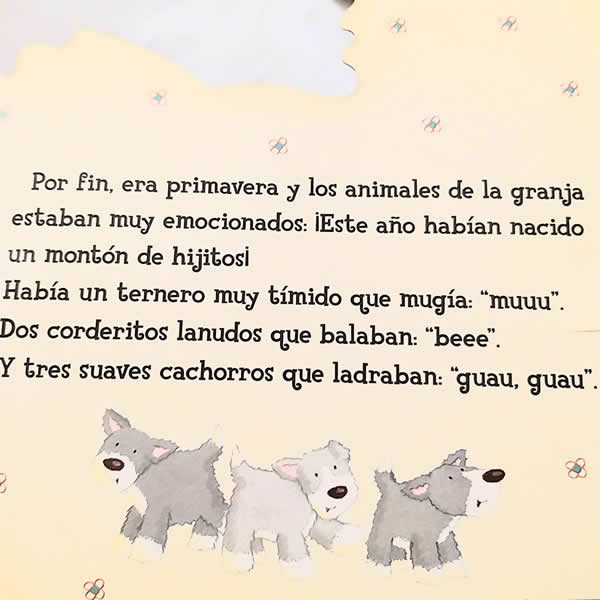 Por fin, era primavera y los animales de la granja
estaban muy emocionados: ¡Este año habían nacido
un montón de hijitos¡
Había un ternero muy tímido que mugía: “muuu”.
Dos corderitos lanudos que balaban: “beee”.
Y tres suaves cachorros que ladraban: “guau, guau”.